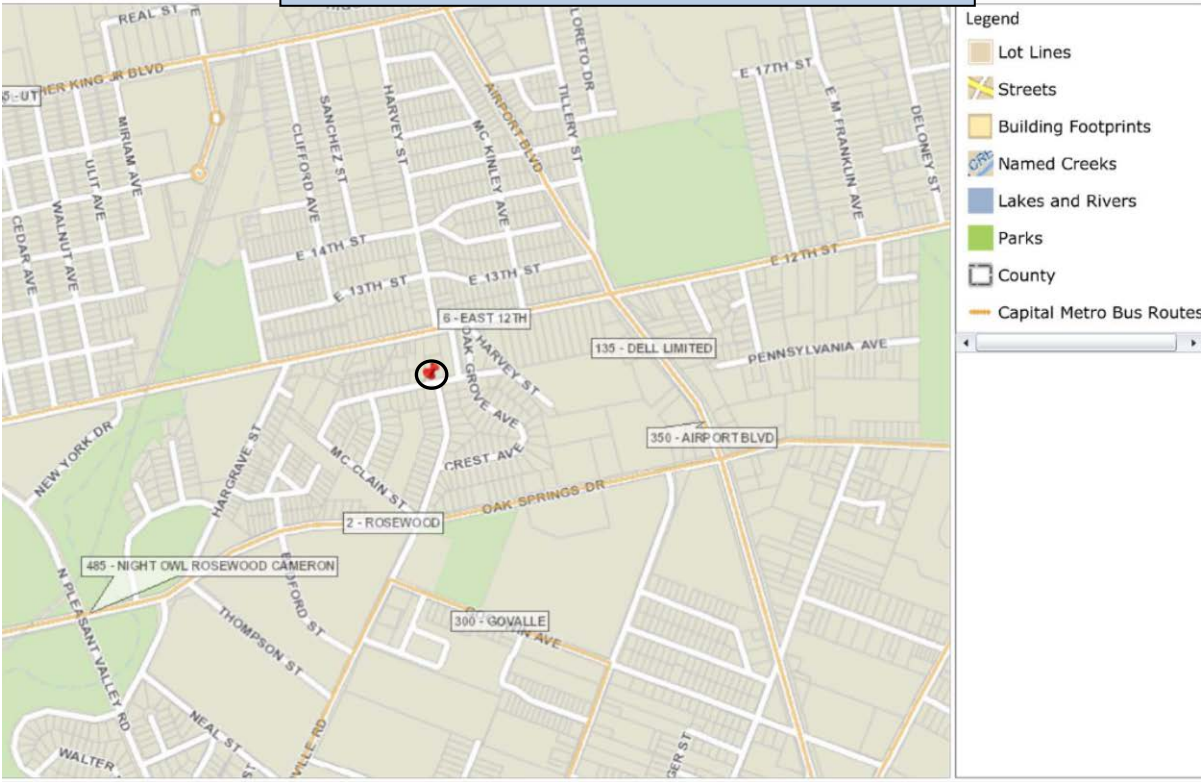 REAL ST
E
LORETO DR
Legend
Lot Lines
Streets
Building Footprints
Named Creeks
Lakes and Rivers
Parks
County
Capital Metro Bus Routes
HER KING JR BLVD
5 - UT
MIRIAM AVE
ULIT AVE
WALNUT AVE
CEDAR AVE
CLIFFORD AVE
SANCHEZ ST
HARVEY ST
MC KINLEY AVE
AIRPORT BLVD
TILLERY ST
E 17TH ST
E M FRANKLIN AVE
DELONEY ST
E 14TH ST
E 13TH ST
E 13TH ST
E 12TH ST
6 - EAST 12TH
OAK GROVE AVE
HARVEY ST
135 - DELL LIMITED
PENNSYLVANIA AVE
350 - AIRPORT BLVD
NEW YORK DR
HARGRAVE ST
MC CLAIN ST
CREST AVE
OAK SPRINGS DR
2 - ROSEWOOD
485 - NIGHT OWL ROSEWOOD CAMERON
N PLEASANT VALLEY RD
THOMPSON ST
300 - GOVALLE
AVE
NEAL ST
WALTER
VILLE RD
GER ST
ST